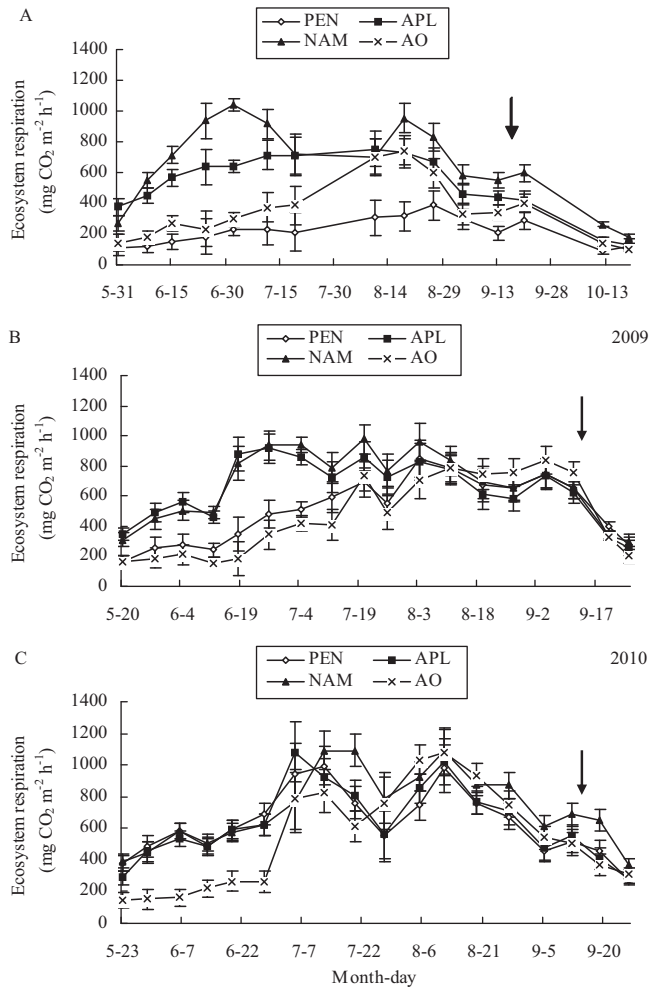 A
PEN APL
NAM AO
Ecosystem respiration
(mg CO2 m-2 h-1)
1400
1200
1000
800
600
400
200
0
5-31 6-15 6-30 7-15 7-30 8-14 8-29 9-13 9-28 10-13
B
2009
PEN APL
NAM AO
Ecosystem respiration
(mg CO2 m-2 h-1)
1400
1200
1000
800
600
400
200
0
5-20 6-4 6-19 7-4 7-19 8-3 8-18 9-2 9-17
C
2010
PEN APL
NAM AO
Ecosystem respiration
(mg CO2 m-2 h-1)
1400
1200
1000
800
600
400
200
0
5-23 6-7 6-22 7-7 7-22 8-6 8-21 9-5 9-20
Month-day